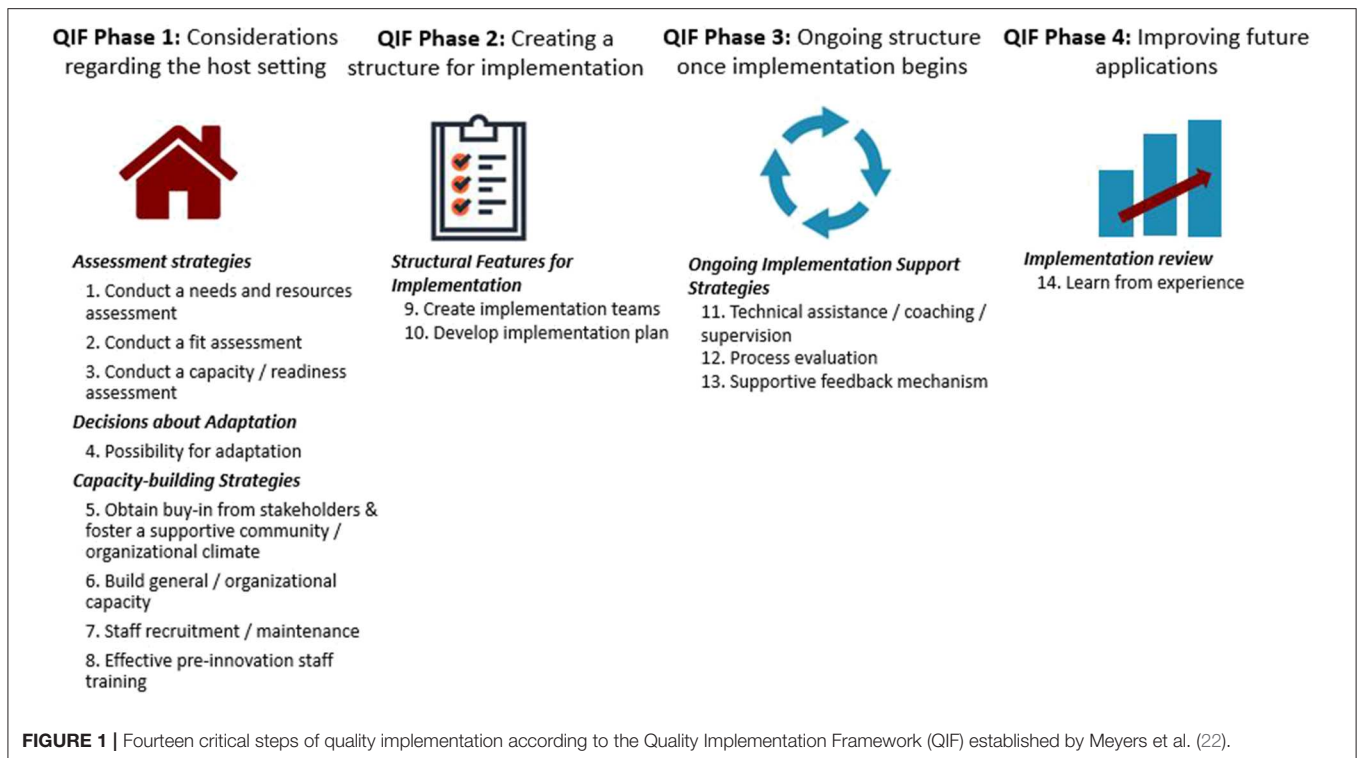 QIF Phase 1: Considerations
regarding the host setting
Assessment strategies
1. Conduct a needs and resources
assessment
2. Conduct a fit assessment
3. Conduct a capacity / readiness
assessment
Decisions about Adaptation
4. Possibility for adaptation
Capacity-building Strategies
5. Obtain buy-in from stakeholders &
foster a supportive community /
organizational climate
6. Build general / organizational
capacity
7. Staff recruitment / maintenance
8. Effective pre-innovation staff
training
QIF Phase 2: Creating a
structure for implementation
Structural Features for
Implementation
9. Create implementation teams
10. Develop implementation plan
QIF Phase 3: Ongoing structure
once implementation begins
Ongoing Implementation Support
Strategies
11. Technical assistance / coaching /
supervision
12. Process evaluation
13. Supportive feedback mechanism
QIF Phase 4: Improving future
applications
Implementation review
14. Learn from experience
FIGURE 1 | Fourteen critical steps of quality implementation according to the Quality Implementation Framework (QIF) established by Meyers et al. (22).